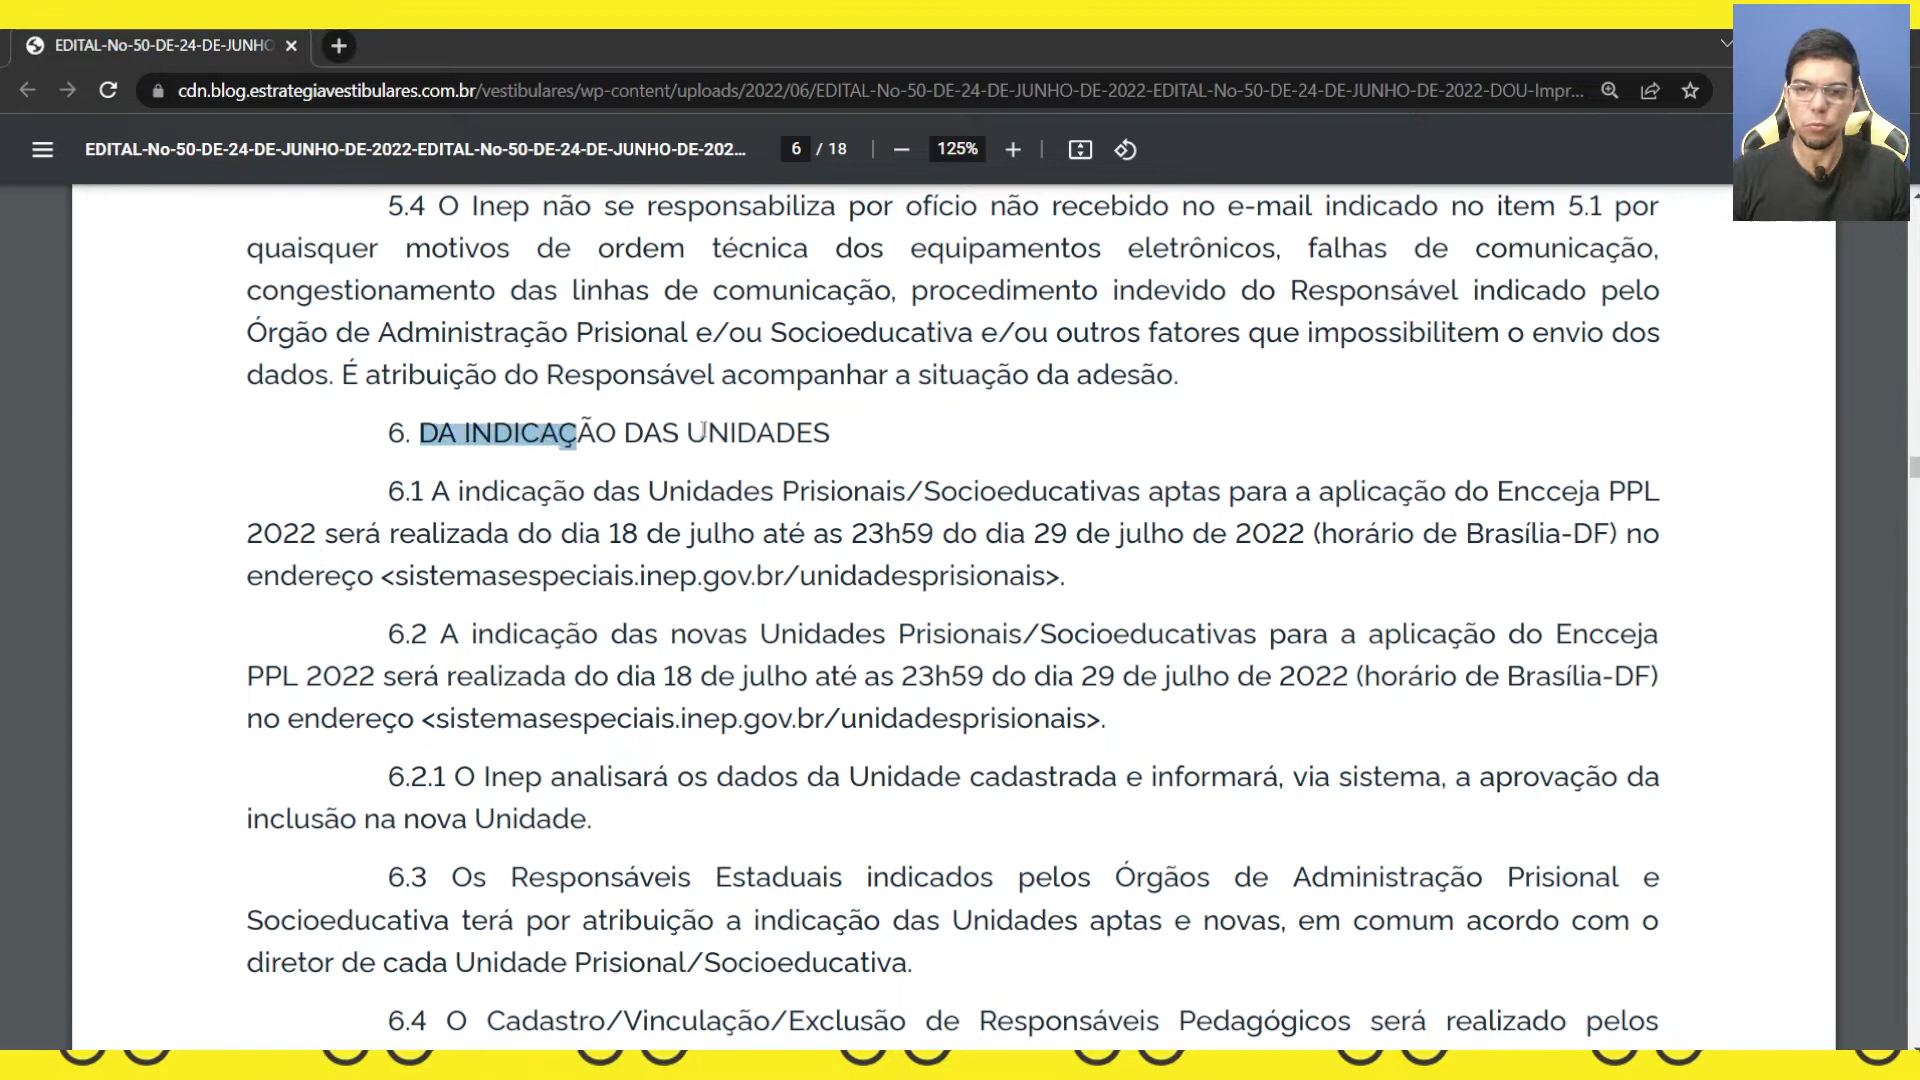 EDITAL-No-50-DE-24-DE-JUNHO
cdn.blog.estrategiavestibulares.com.br/vestibulares/wp-content/uploads/2022/06/EDITAL-No-50-DE-24-DE-JUNHO-DE-2022-EDITAL-No-50-DE-24-DE-JUNHO-DE-2022-DOU-Impr...
EDITAL-No-50-DE-24-DE-JUNHO-DE-2022-EDITAL-No-50-DE-24-DE-JUNHO-DE-202... 6 / 18 125%
5.4 O Inep não se responsabiliza por ofício não recebido no e-mail indicado no item 5.1 por
quaisquer motivos de ordem técnica dos equipamentos eletrônicos, falhas de comunicação,
congestionamento das linhas de comunicação, procedimento indevido do Responsável indicado pelo
Órgão de Administração Prisional e/ou Socioeducativa e/ou outros fatores que impossibilitem o envio dos
dados. É atribuição do Responsável acompanhar a situação da adesão.
6. DA INDICAÇÃO DAS UNIDADES
6.1 A indicação das Unidades Prisionais/Socioeducativas aptas para a aplicação do Encceja PPL
2022 será realizada do dia 18 de julho até as 23h59 do dia 29 de julho de 2022 (horário de Brasília-DF) no
endereço <sistemasespeciais.inep.gov.br/unidadesprisionais>.
6.2 A indicação das novas Unidades Prisionais/Socioeducativas para a aplicação do Encceja
PPL 2022 será realizada do dia 18 de julho até as 23h59 do dia 29 de julho de 2022 (horário de Brasília-DF)
no endereço <sistemasespeciais.inep.gov.br/unidadesprisionais>.
6.2.1 O Inep analisará os dados da Unidade cadastrada e informará, via sistema, a aprovação da
inclusão na nova Unidade.
6.3 Os Responsáveis Estaduais indicados pelos Órgãos de Administração Prisional e
Socioeducativa terá por atribuição a indicação das Unidades aptas e novas, em comum acordo com o
diretor de cada Unidade Prisional/Socioeducativa.
6.4 O Cadastro/Vinculação/Exclusão de Responsáveis Pedagógicos será realizado pelos